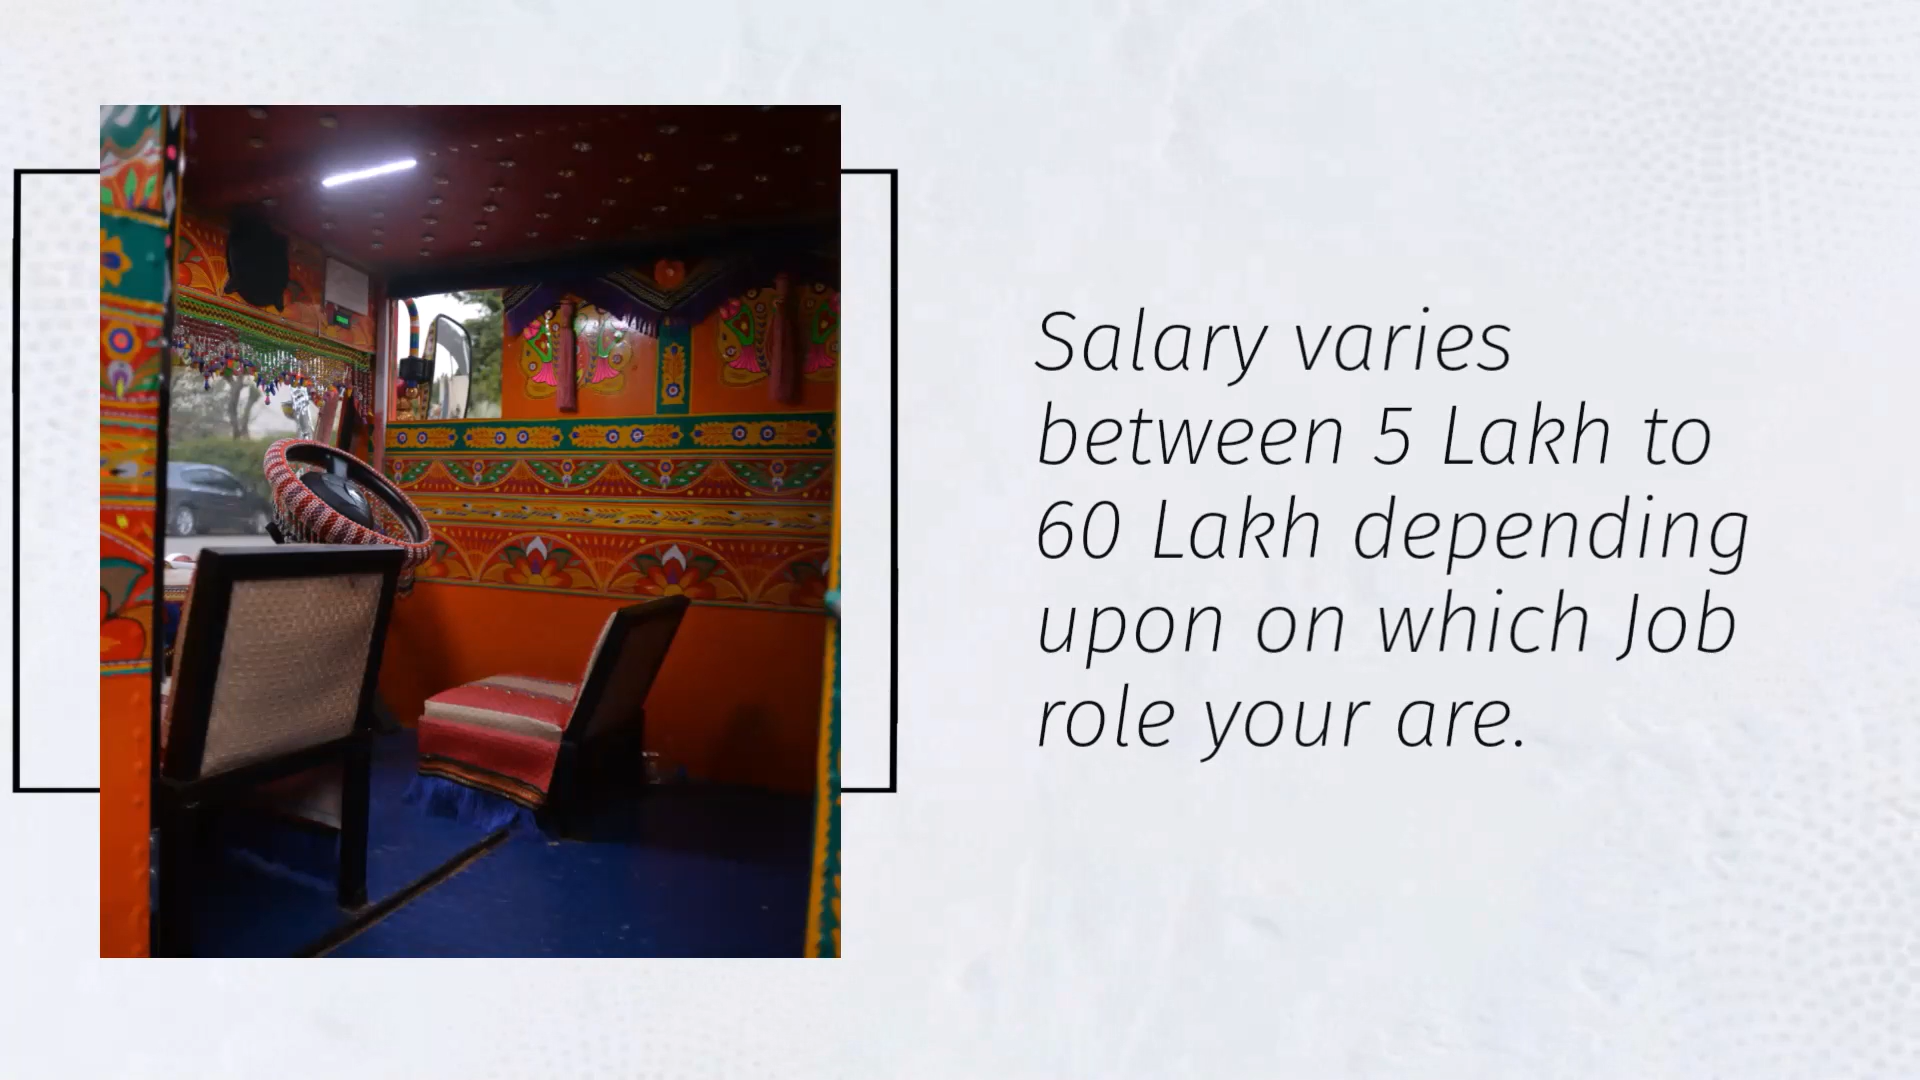 Salary varies
between 5 Lakh to
60 Lakh depending
upon on which Job
role your are.